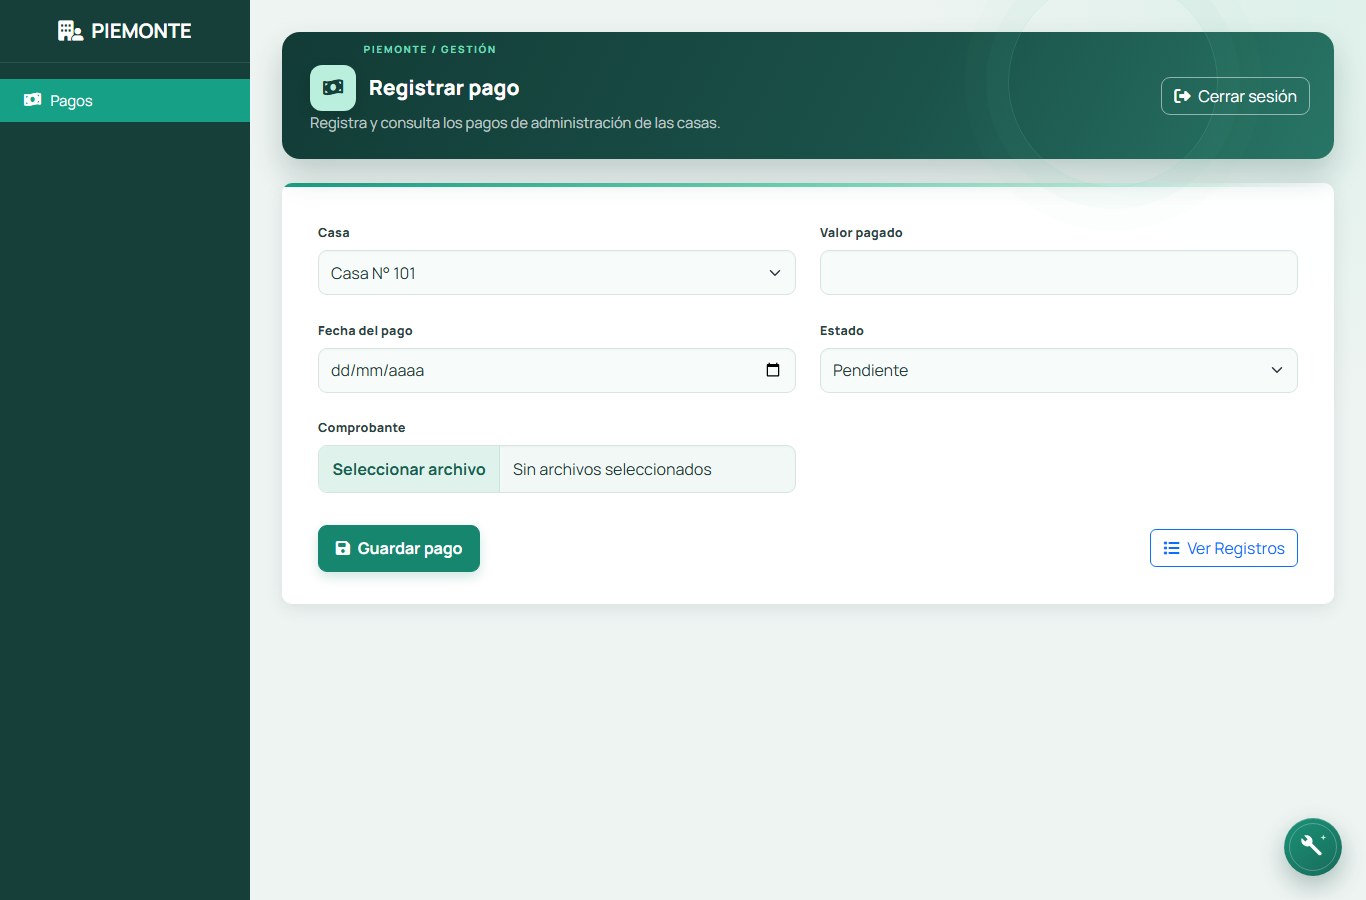 PIEMONTE
Pagos
PIEMONTE / GESTIÓN
Registrar pago
Registra y consulta los pagos de administración de las casas.
Cerrar sesión
Casa
Valor pagado
Casa N° 101
Fecha del pago
Estado
dd/mm/aaaa
Pendiente
Comprobante
Seleccionar archivo
Sin archivos seleccionados
Guardar pago
Ver Registros